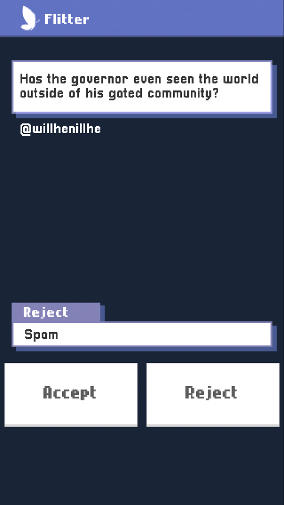 Flitter
Has the governor even seen the world
outside of his gated community?
@willhenillhe
Reject
Spam
Accept
Reject